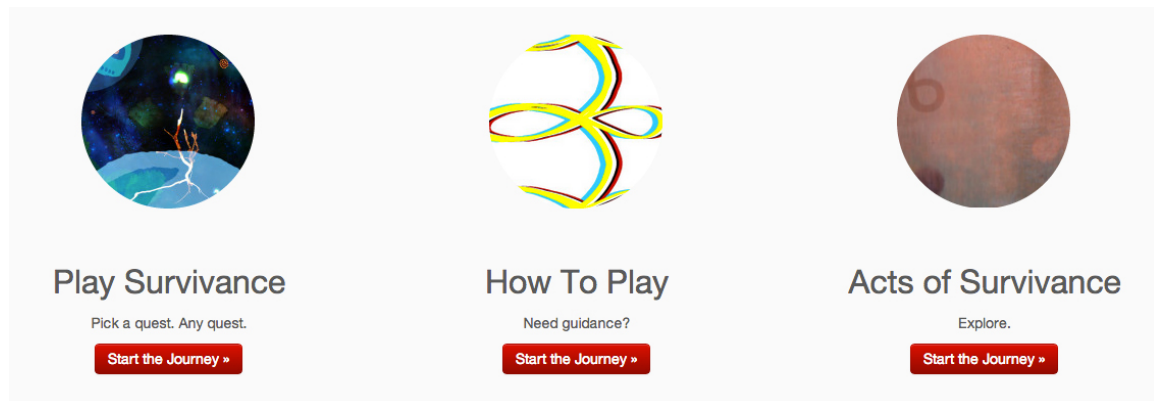 Play Survivance
Pick a quest. Any quest.
Start the Journey »
How To Play
Need guidance?
Start the Journey »
Acts of Survivance
Explore.
Start the Journey »